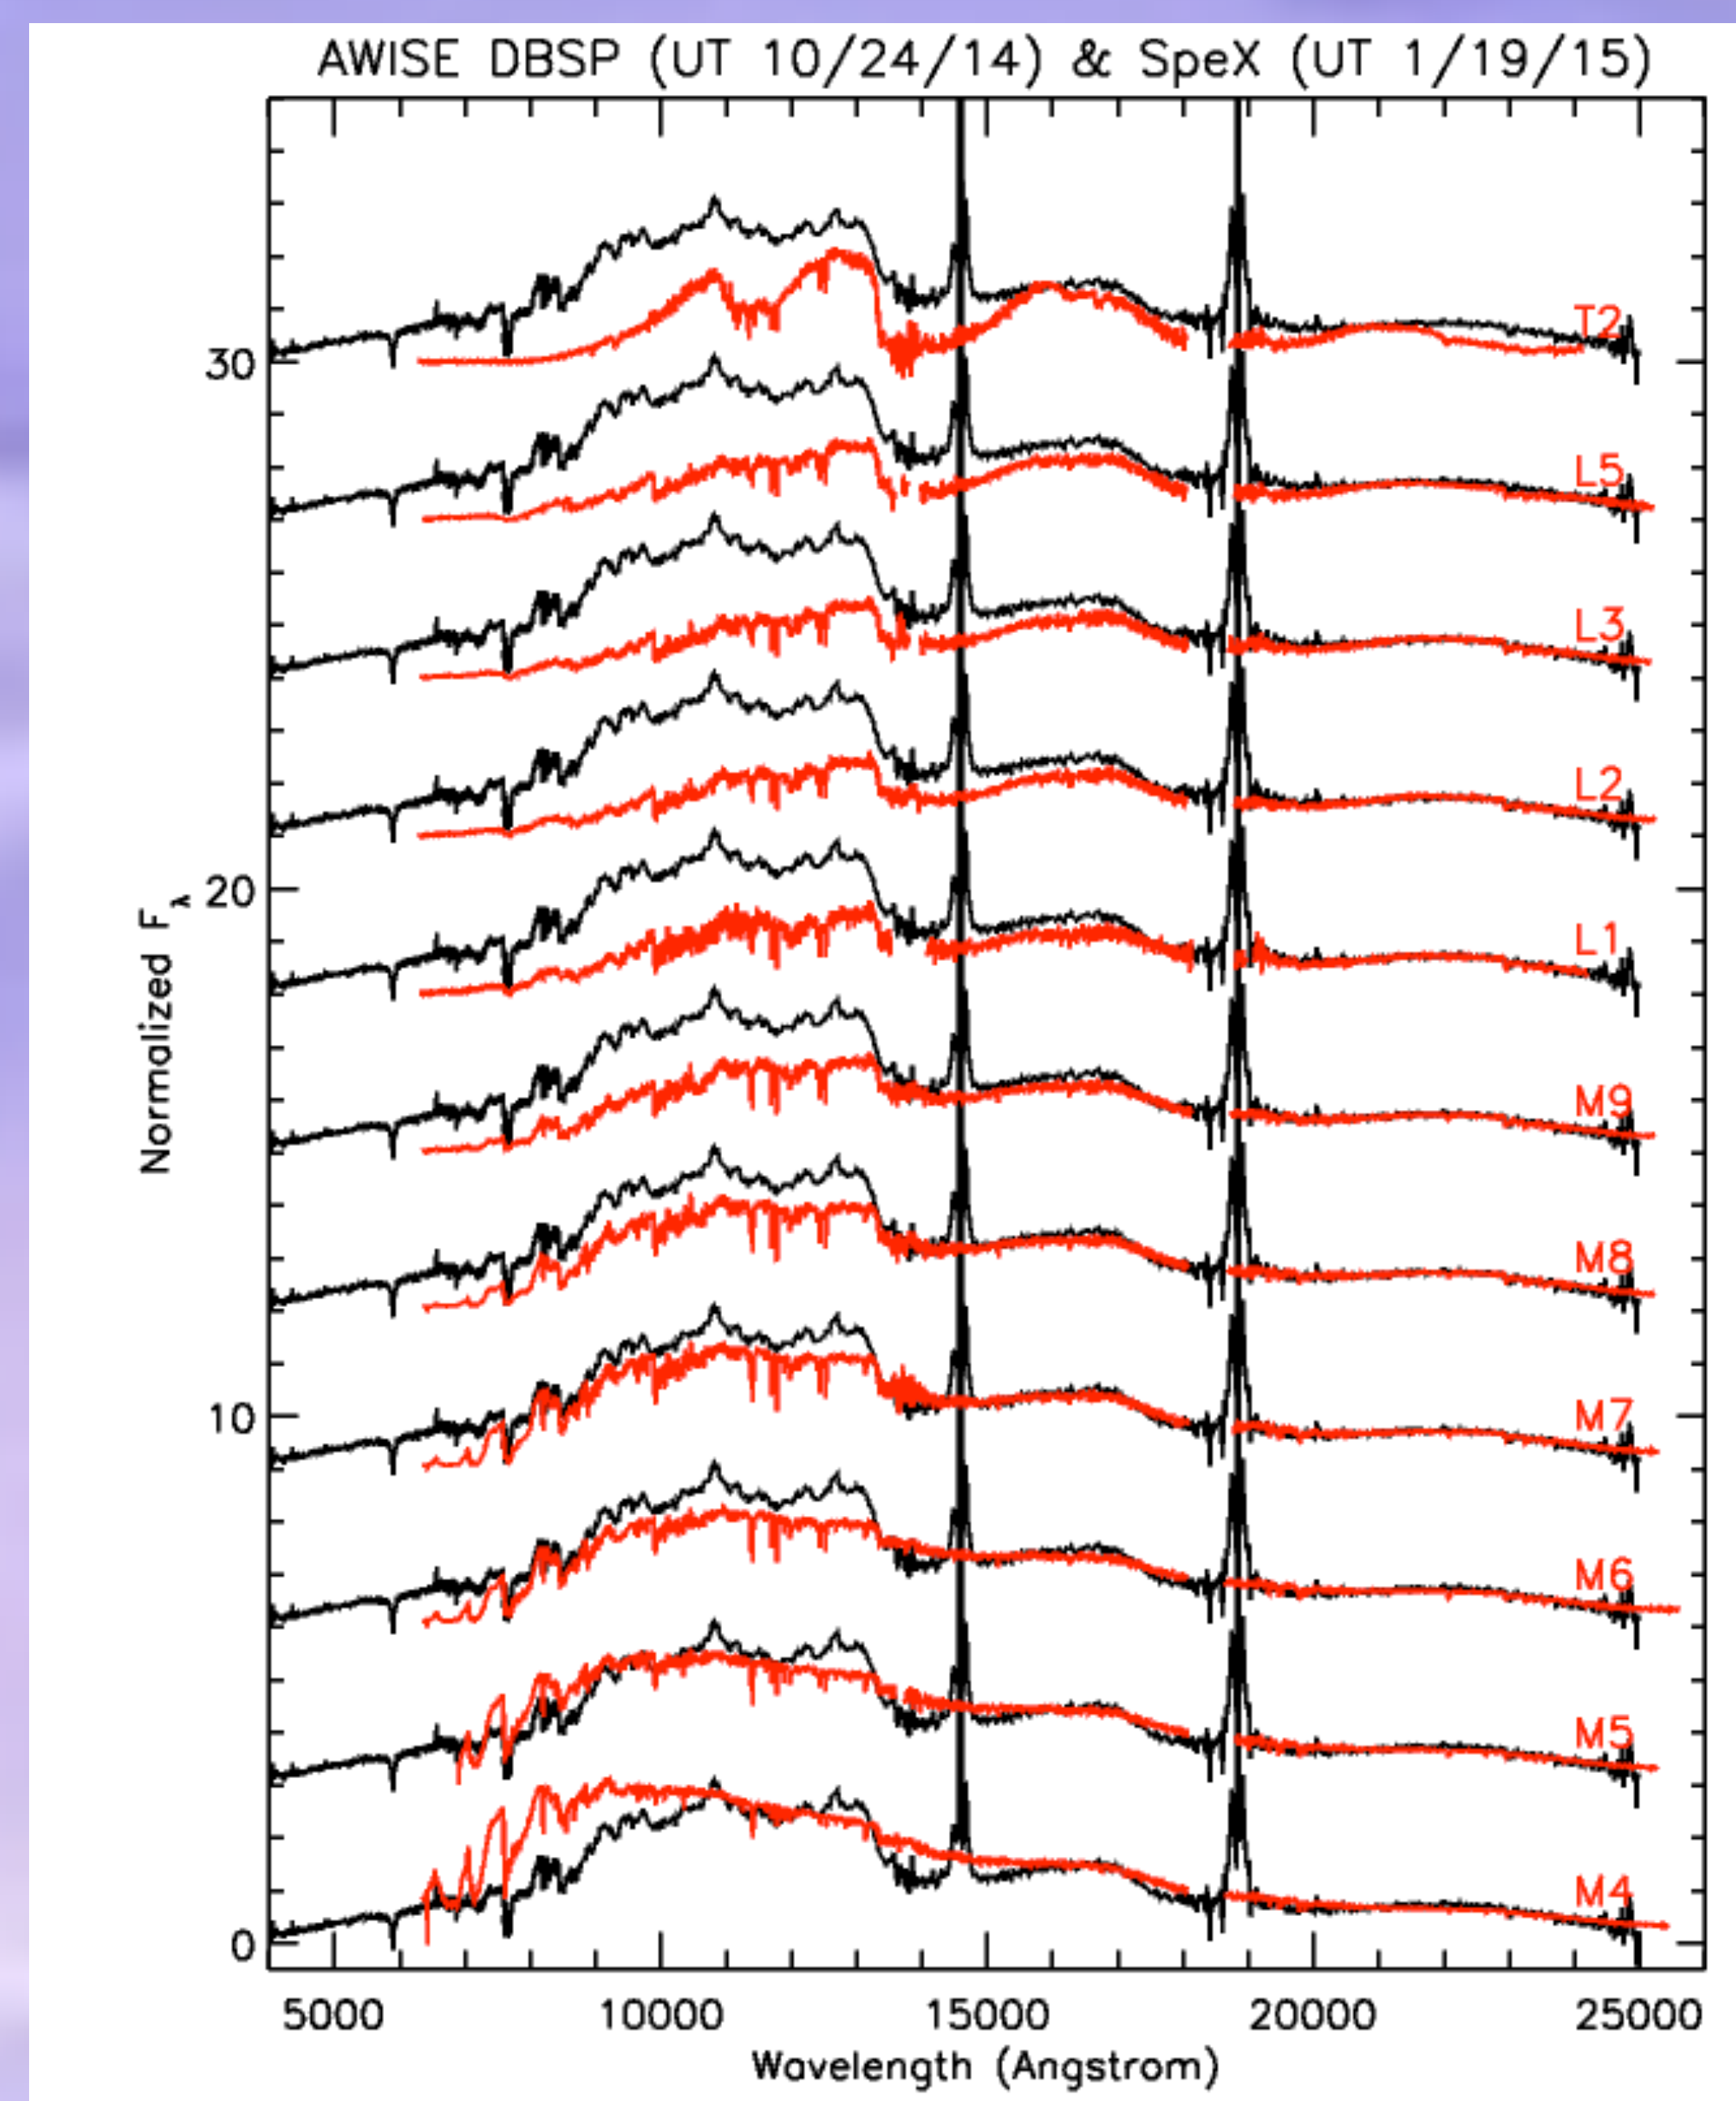 AWISE DBSP (UT 10/24/14) & SpeX (UT 1/19/15)
T2
30
L5
L3
L2
20
L1
Normalized Fλ
M9
M8
10
M7
M6
M5
M4
0
5000 10000 15000 20000 25000
Wavelength (Angstrom)